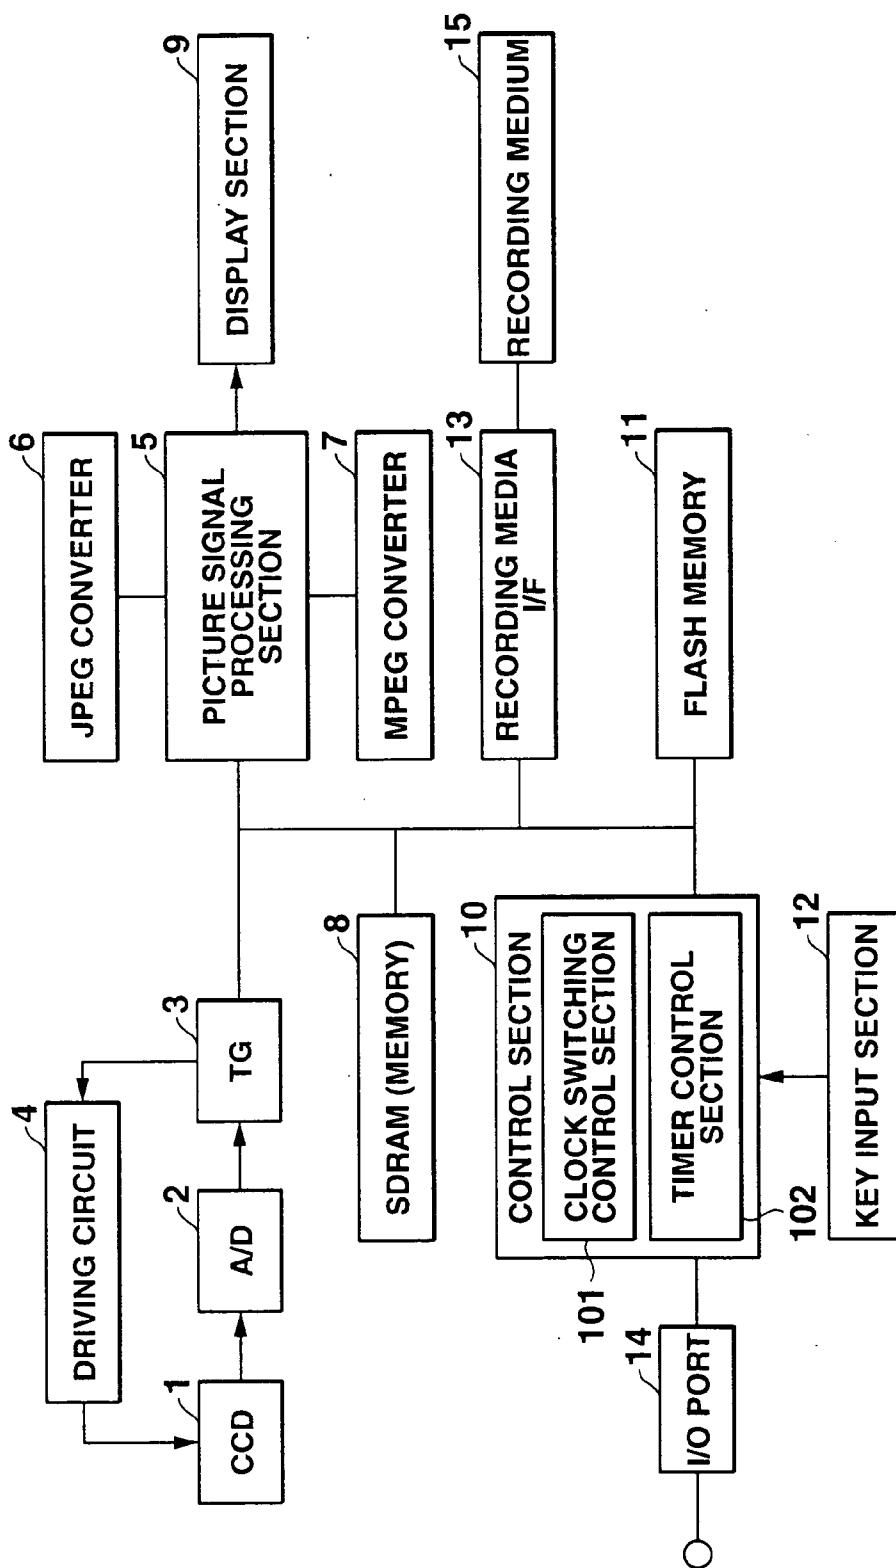 4
DRIVING CIRCUIT
1
CCD
2
A/D
3
TG
6
JPEG CONVERTER
5
PICTURE SIGNAL
PROCESSING
SECTION
9
DISPLAY SECTION
7
MPEG CONVERTER
8
SDRAM (MEMORY)
13
RECORDING MEDIA
I/F
15
RECORDING MEDIUM
10
CONTROL SECTION
CLOCK SWITCHING
CONTROL SECTION
101
TIMER CONTROL
SECTION
102
11
FLASH MEMORY
14
I/O PORT
12
KEY INPUT SECTION